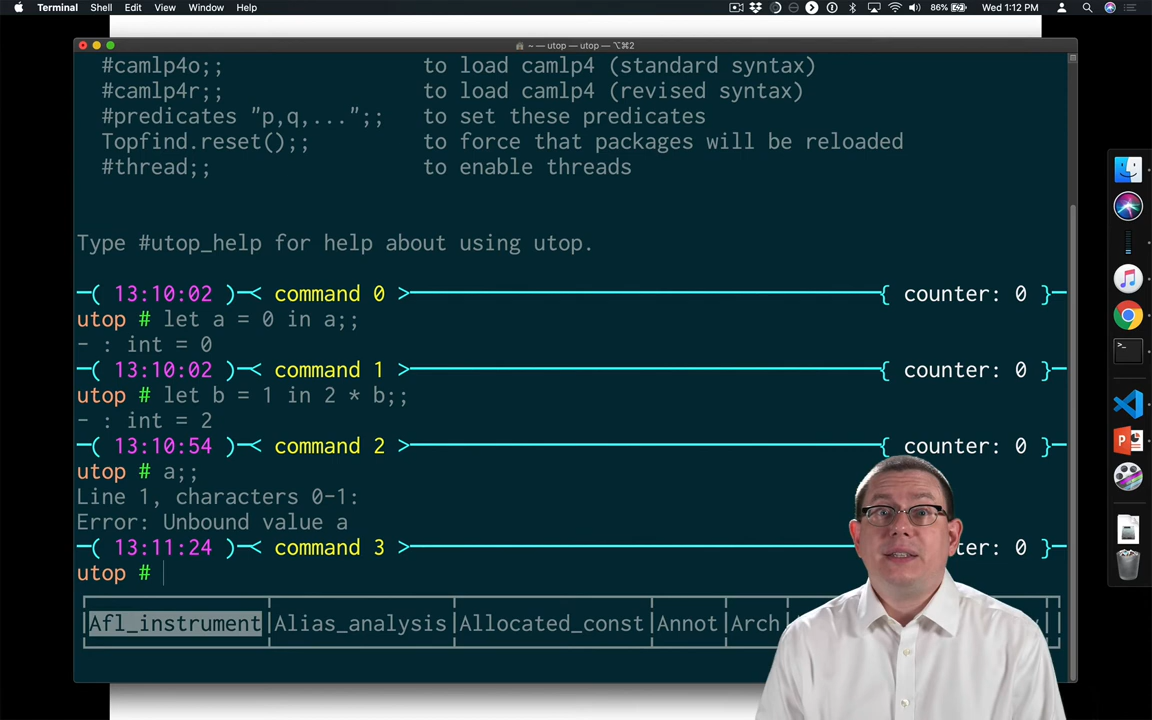 Terminal Shell Edit View Window Help 86% Wed 1:12 PM
~ — utop — utop — ⌥⌘2
#camlp4o;; to load camlp4 (standard syntax)
#camlp4r;; to load camlp4 (revised syntax)
#predicates "p,q,...";; to set these predicates
Topfind.reset();; to force that packages will be reloaded
#thread;; to enable threads
Type #utop_help for help about using utop.
─( 13:10:02 )─< command 0 >─{ counter: 0 }─
utop # let a = 0 in a;;
- : int = 0
─( 13:10:02 )─< command 1 >─{ counter: 0 }─
utop # let b = 1 in 2 * b;;
- : int = 2
─( 13:10:54 )─< command 2 >─{ counter: 0 }─
utop # a;;
Line 1, characters 0-1:
Error: Unbound value a
─( 13:11:24 )─< command 3 >─ter: 0 }─
utop #
Afl_instrument Alias_analysis Allocated_const Annot Arch